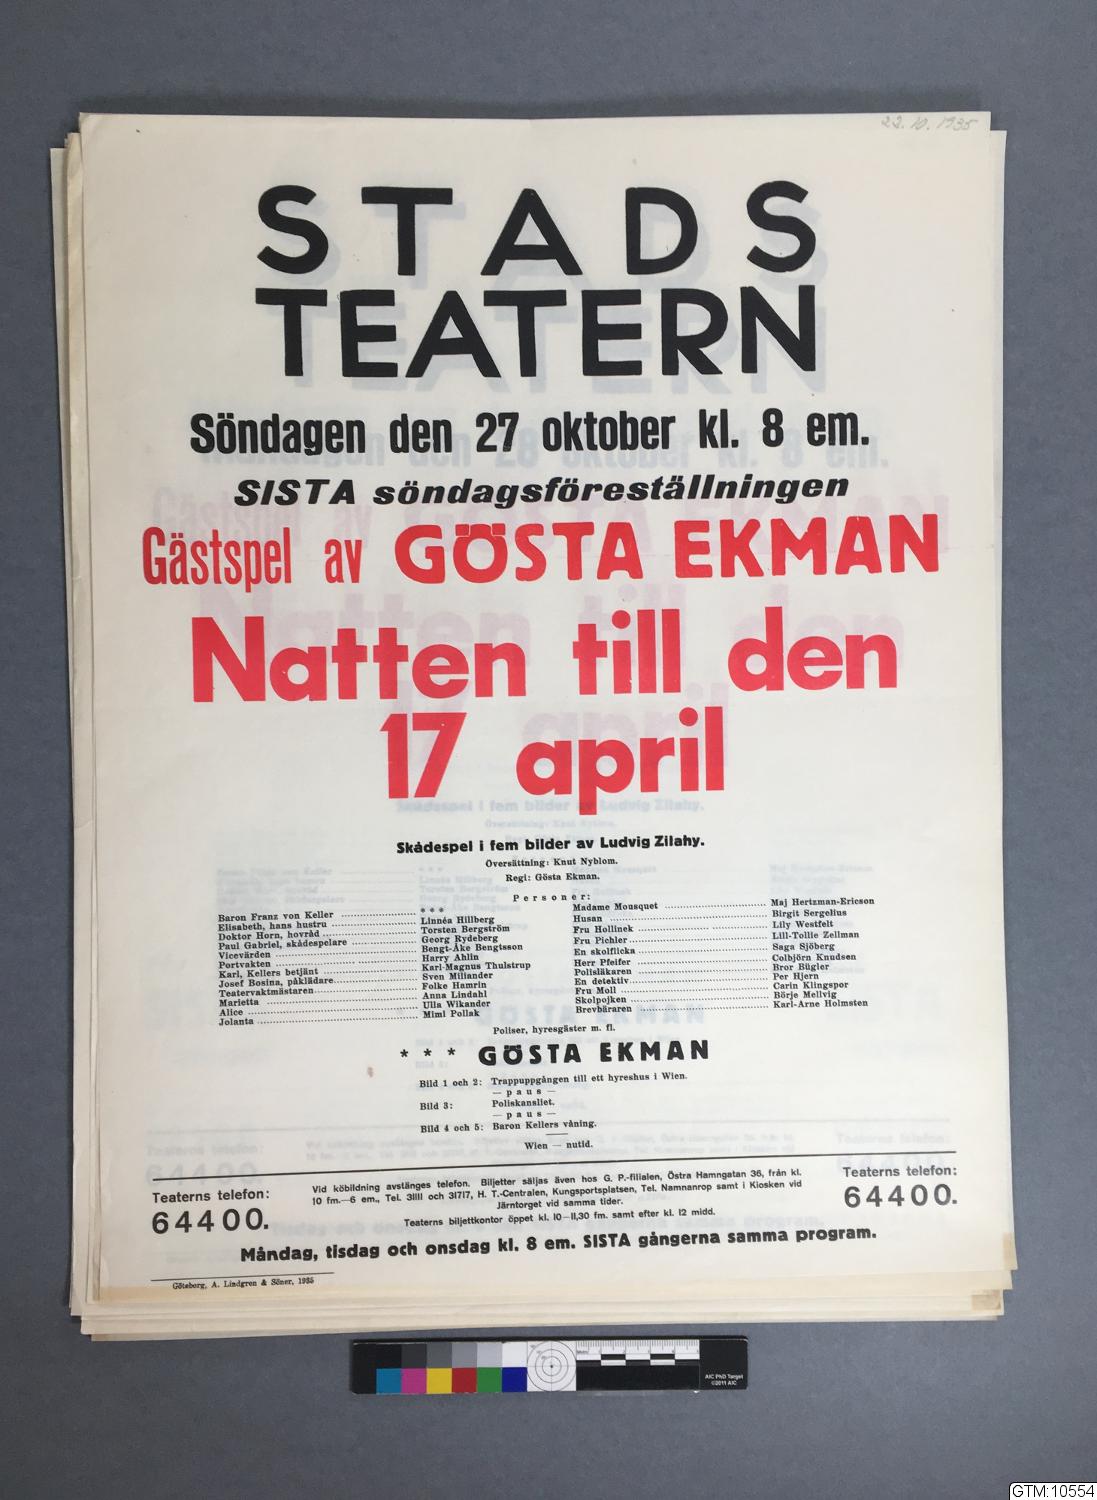 22.10.1935
STADS
TEATERN
Söndagen den 27 oktober kl. 8 em.
SISTA söndagsföreställningen
Gästspel av GÖSTA EKMAN
Natten till den
17 april
Skådespel i fem bilder av Ludvig Zilahy.
Översättning: Knut Nyblom.
Regi: Gösta Ekman.
Personer:
Baron Franz von Keller * * *
Elisabeth, hans hustru Linnéa Hillberg
Doktor Horn, hovråd Torsten Bergström
Paul Gabriel, skådespelare Georg Rydeberg
Vicevärden Bengt-Åke Bengtsson
Portvakten Harry Ahlin
Karl, Kellers betjänt Karl-Magnus Thulstrup
Josef Bosina, påklädare Sven Miliander
Teatervaktmästaren Folke Hamrin
Marietta Anna Lindahl
Alice Ulla Wikander
Jolanta Mimi Pollak
Madame Mousquet Maj Hertzman-Ericson
Husan Birgit Sergelius
Fru Hollinek Lily Westfelt
Fru Pichler Lill-Tollie Zellman
En skolflicka Saga Sjöberg
Herr Pfeifer Colbjörn Knudsen
Polisläkaren Bror Bügler
En detektiv Per Hjern
Fru Moll Carin Klingspor
Skolpojken Börje Mellvig
Brevbäraren Karl-Arne Holmsten
Poliser, hyresgäster m. fl.
* * * GÖSTA EKMAN
Bild 1 och 2: Trappuppgången till ett hyreshus i Wien.
— paus —
Bild 3: Poliskansliet.
— paus —
Bild 4 och 5: Baron Kellers våning.
Wien — nutid.
Teaterns telefon:
64400.
Vid köbildning avstänges telefon. Biljetter säljas även hos G. P.-filialen, Östra Hamngatan 36, från kl.
10 fm.—6 em., Tel. 31111 och 31717, H. T.-Centralen, Kungsportsplatsen, Tel. Namnanrop samt i Kiosken vid
Järntorget vid samma tider.
Teaterns biljettkontor öppet kl. 10—11,30 fm. samt efter kl. 12 midd.
Teaterns telefon:
64400.
Måndag, tisdag och onsdag kl. 8 em. SISTA gångerna samma program.
Göteborg, A. Lindgren & Söner, 1935
AIC PhD Target
©2011 AIC
GTM:10554